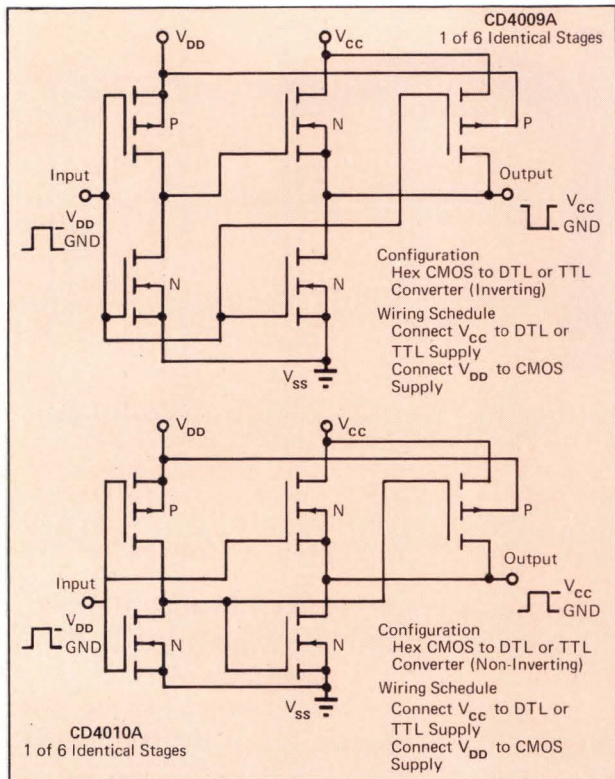 CD4009A
1 of 6 Identical Stages
VDD
VCC
P
N
P
Input
Output
VDD
GND
VCC
GND
N
N
Configuration
Hex CMOS to DTL or TTL
Converter (Inverting)
Wiring Schedule
Connect VCC to DTL or
TTL Supply
Connect VDD to CMOS
Supply
VSS
VDD
VCC
P
N
P
Input
Output
VDD
GND
VCC
GND
N
N
Configuration
Hex CMOS to DTL or TTL
Converter (Non-Inverting)
Wiring Schedule
Connect VCC to DTL or
TTL Supply
Connect VDD to CMOS
Supply
VSS
CD4010A
1 of 6 Identical Stages